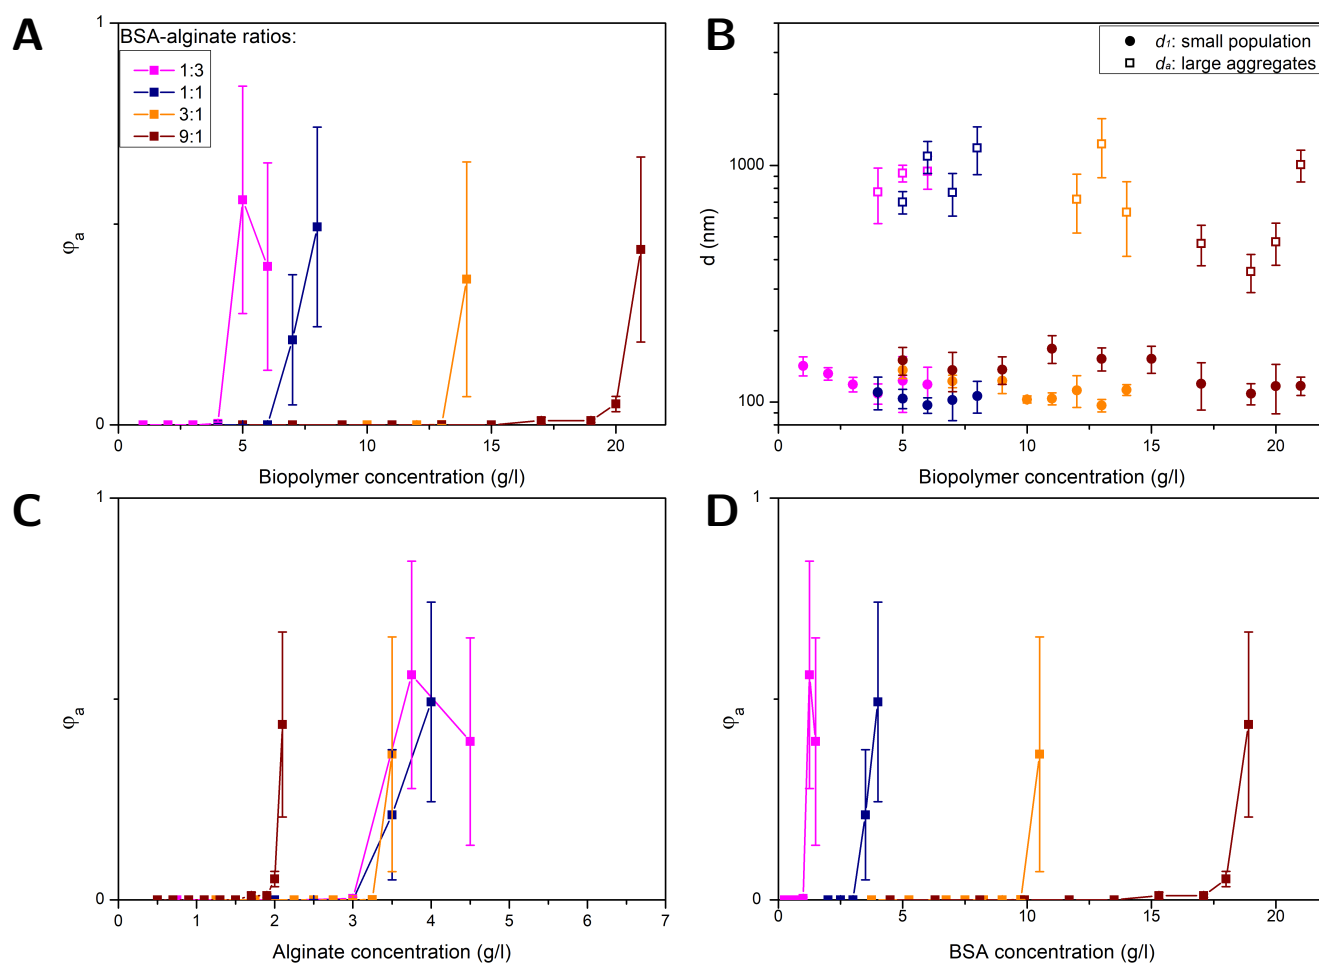 A
BSA-alginate ratios:
1:3
1:1
3:1
9:1
1
0
φa
0 5 10 15 20
Biopolymer concentration (g/l)
B
d1: small population
da: large aggregates
1000
100
d (nm)
0 5 10 15 20
Biopolymer concentration (g/l)
C
1
0
φa
0 1 2 3 4 5 6 7
Alginate concentration (g/l)
D
1
0
φa
0 5 10 15 20
BSA concentration (g/l)